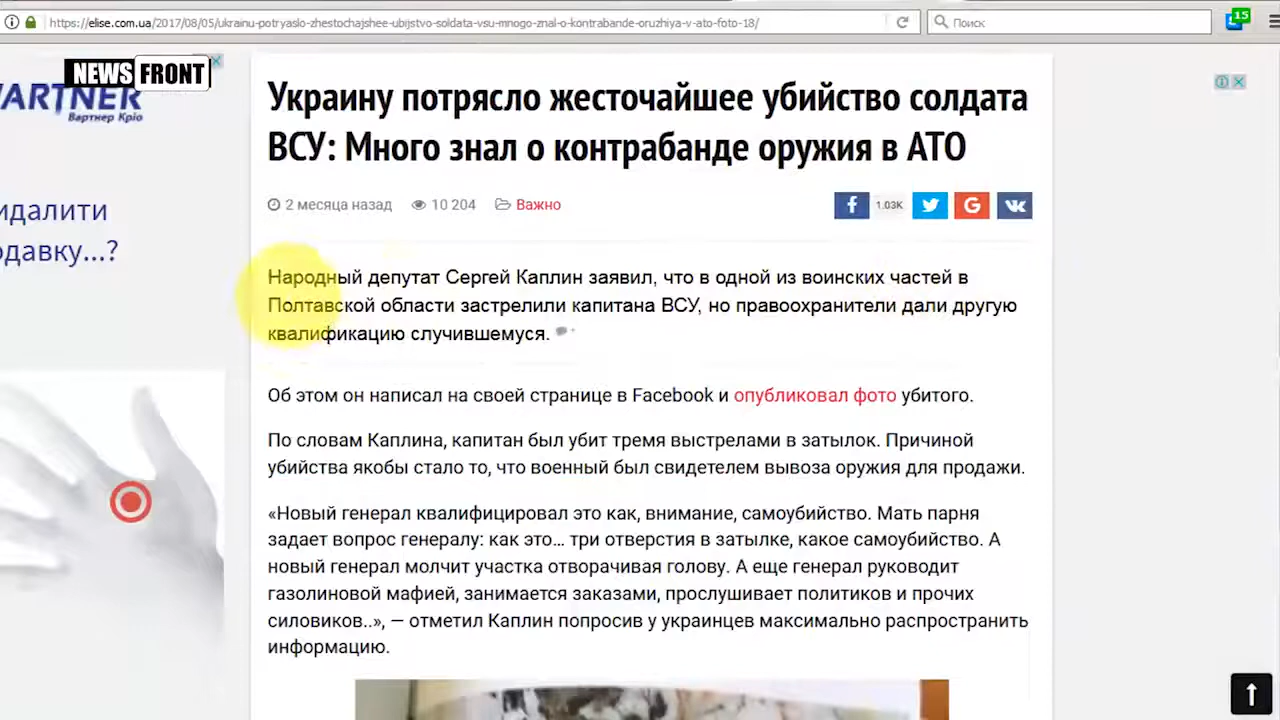 https://elise.com.ua/2017/08/05/ukrainu-potryaslo-zhestochajshee-ubijstvo-soldata-vsu-mnogo-znal-o-kontrabande-oruzhiya-v-ato-foto-18/
Поиск
15
NEWS FRONT
ARTNER
Вартнер Кріо
идалити
давку...?
Украину потрясло жесточайшее убийство солдата
ВСУ: Много знал о контрабанде оружия в АТО
2 месяца назад 10 204 Важно
1.03K
Народный депутат Сергей Каплин заявил, что в одной из воинских частей в
Полтавской области застрелили капитана ВСУ, но правоохранители дали другую
квалификацию случившемуся.
Об этом он написал на своей странице в Facebook и опубликовал фото убитого.
По словам Каплина, капитан был убит тремя выстрелами в затылок. Причиной
убийства якобы стало то, что военный был свидетелем вывоза оружия для продажи.
«Новый генерал квалифицировал это как, внимание, самоубийство. Мать парня
задает вопрос генералу: как это... три отверстия в затылке, какое самоубийство. А
новый генерал молчит участка отворачивая голову. А еще генерал руководит
газолиновой мафией, занимается заказами, прослушивает политиков и прочих
силовиков..», — отметил Каплин попросив у украинцев максимально распространить
информацию.